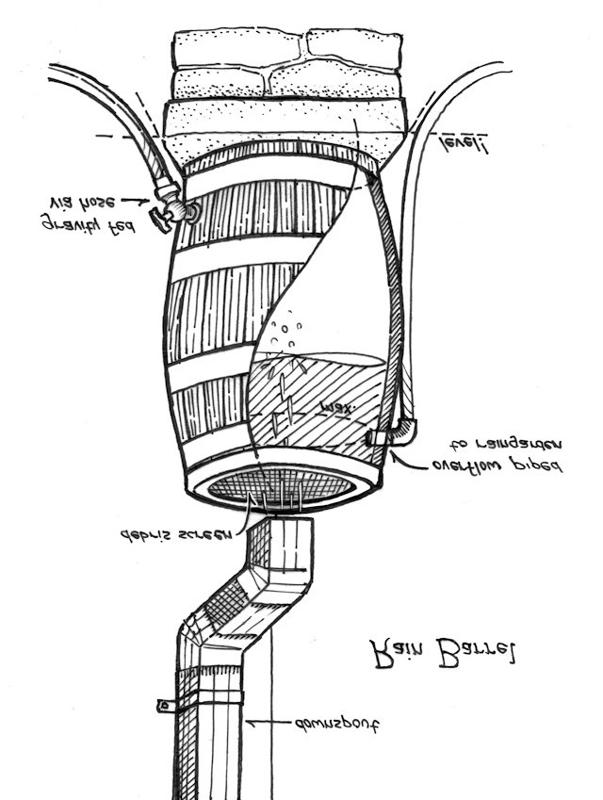 downspout
Rain Barrel
debris screen
overflow piped
to raingarden
max.
gravity fed
via hose
level!